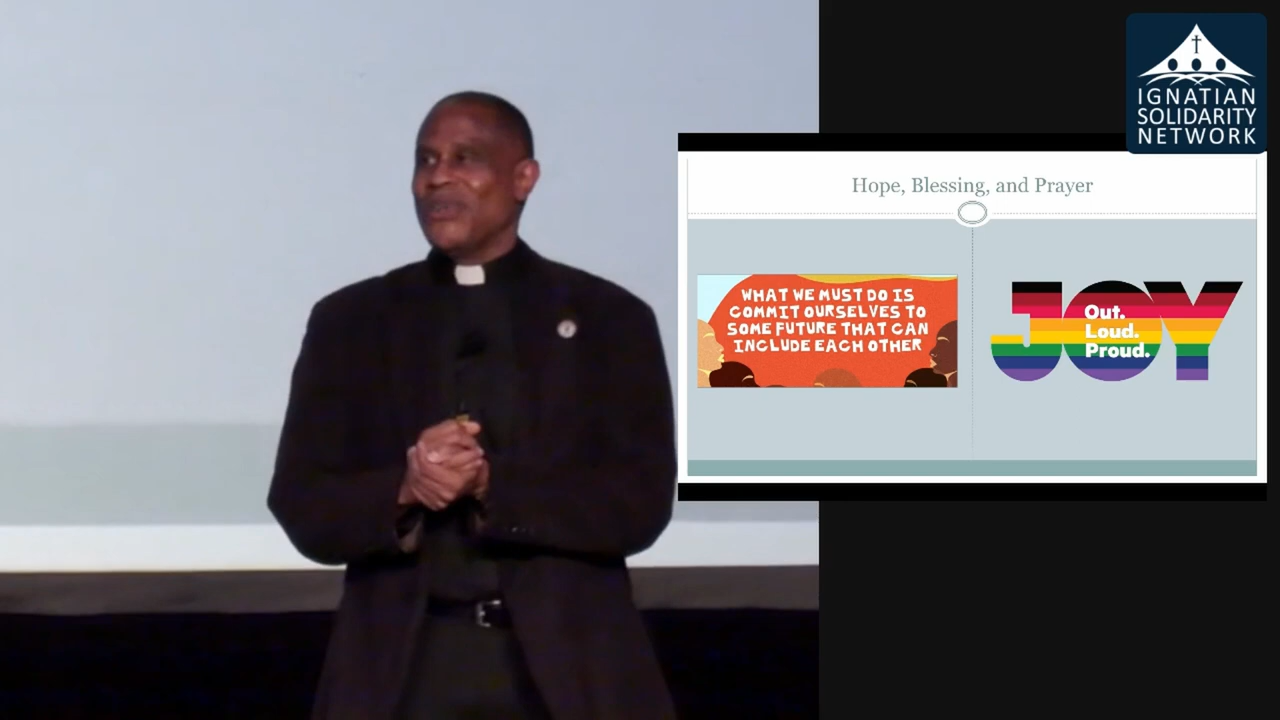 IGNATIAN
SOLIDARITY
NETWORK
Hope, Blessing, and Prayer
WHAT WE MUST DO IS
COMMIT OURSELVES TO
SOME FUTURE THAT CAN
INCLUDE EACH OTHER
JOY
Out.
Loud.
Proud.